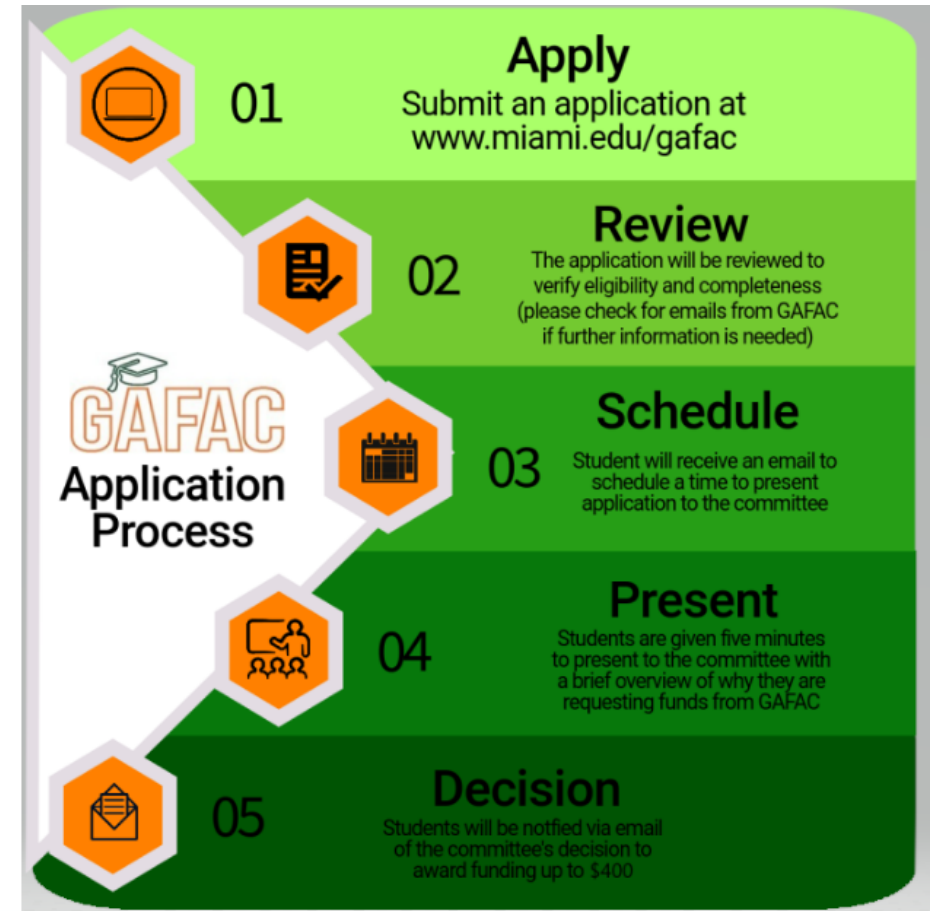 GAFAC
Application
Process
01
Apply
Submit an application at
www.miami.edu/gafac
02
Review
The application will be reviewed to
verify eligibility and completeness
(please check for emails from GAFAC
if further information is needed)
03
Schedule
Student will receive an email to
schedule a time to present
application to the committee
04
Present
Students are given five minutes
to present to the committee with
a brief overview of why they are
requesting funds from GAFAC
05
Decision
Students will be notfied via email
of the committee's decision to
award funding up to $400